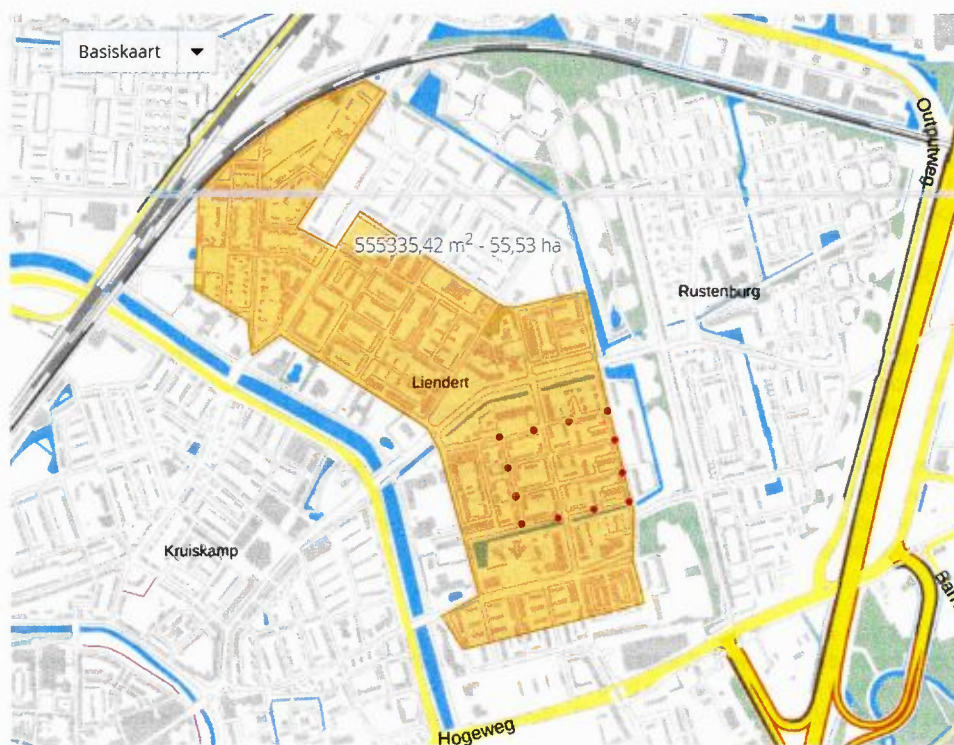 Basiskaart
Outputweg
555335,42 m² - 55,53 ha
Rustenburg
Liendert
Kruiskamp
Hogeweg